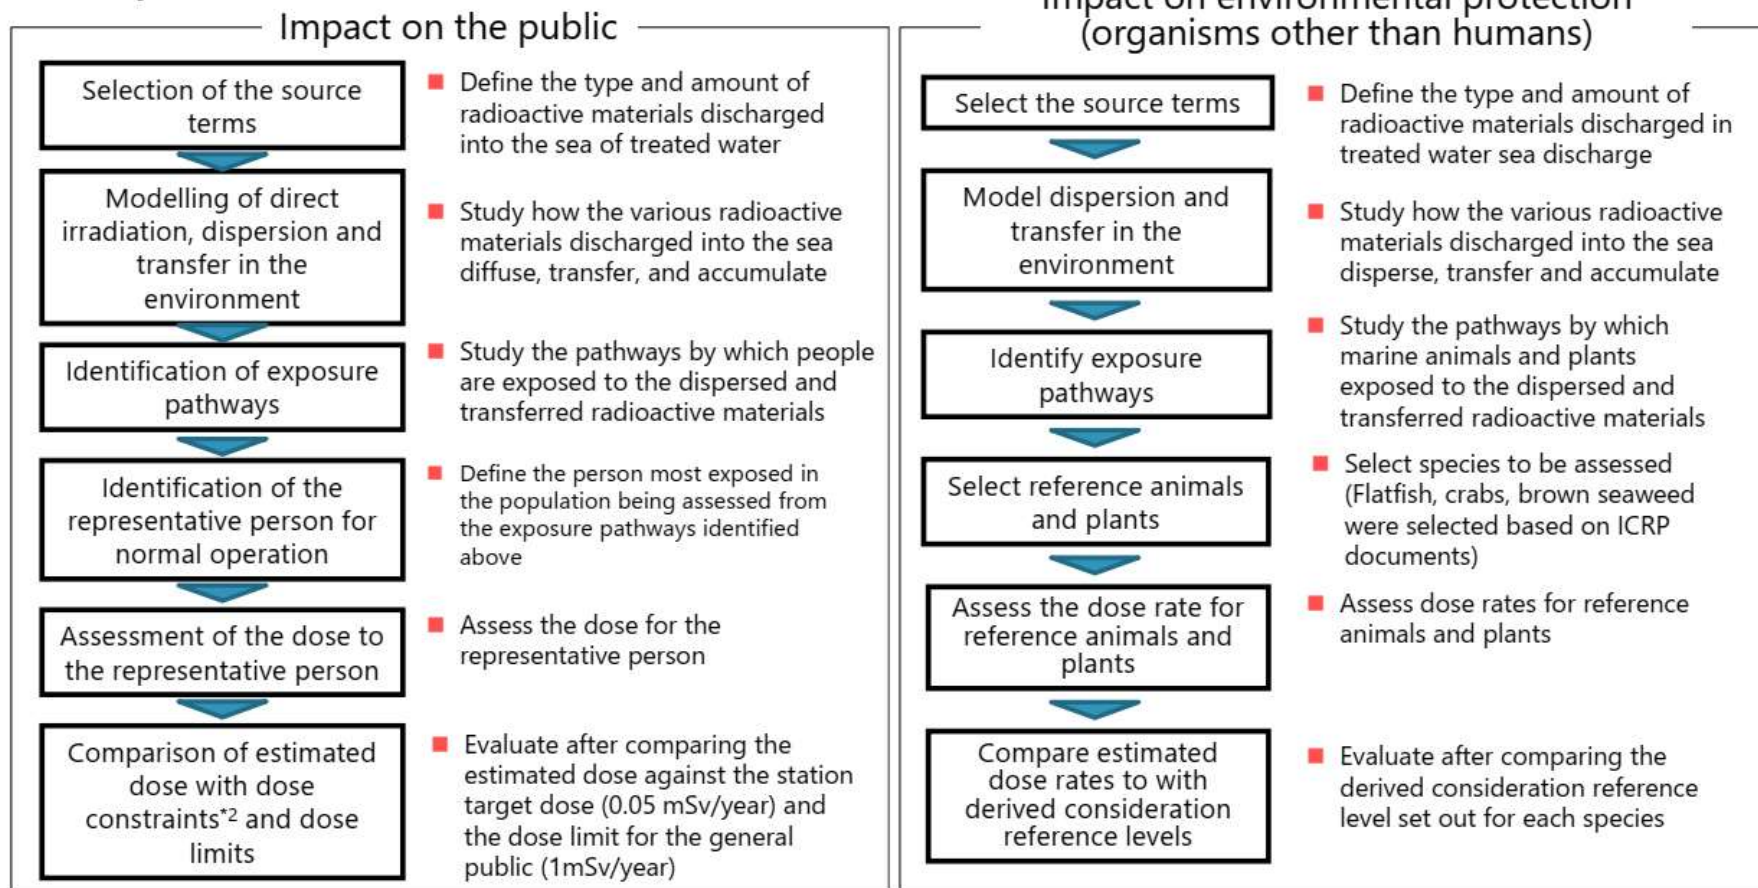 Impact on the public
Selection of the source
terms
Define the type and amount of
radioactive materials discharged
into the sea of treated water
Modelling of direct
irradiation, dispersion and
transfer in the
environment
Study how the various radioactive
materials discharged into the sea
diffuse, transfer, and accumulate
Identification of exposure
pathways
Study the pathways by which people
are exposed to the dispersed and
transferred radioactive materials
Identification of the
representative person for
normal operation
Define the person most exposed in
the population being assessed from
the exposure pathways identified
above
Assessment of the dose to
the representative person
Assess the dose for the
representative person
Comparison of estimated
dose with dose
constraints*2 and dose
limits
Evaluate after comparing the
estimated dose against the station
target dose (0.05 mSv/year) and
the dose limit for the general
public (1mSv/year)
Impact on environmental protection
(organisms other than humans)
Select the source terms
Define the type and amount of
radioactive materials discharged in
treated water sea discharge
Model dispersion and
transfer in the
environment
Study how the various radioactive
materials discharged into the sea
disperse, transfer and accumulate
Identify exposure
pathways
Study the pathways by which
marine animals and plants
exposed to the dispersed and
transferred radioactive materials
Select reference animals
and plants
Select species to be assessed
(Flatfish, crabs, brown seaweed
were selected based on ICRP
documents)
Assess the dose rate for
reference animals and
plants
Assess dose rates for reference
animals and plants
Compare estimated
dose rates to with
derived consideration
reference levels
Evaluate after comparing the
derived consideration reference
level set out for each species